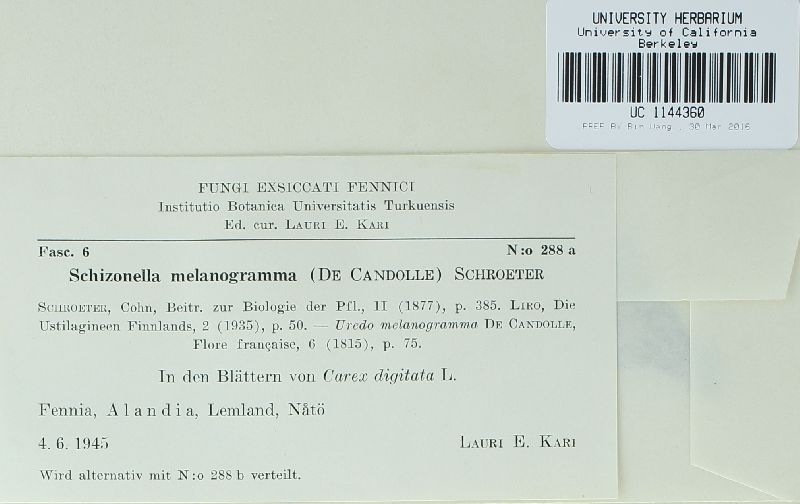 UNIVERSITY HERBARIUM
University of California
Berkeley
UC 1144360
30 Mar 2016
FUNGI EXSICCATI FENNICI
Institutio Botanica Universitatis Turkuensis
Ed. cur. LAURI E. KARI
Fasc. 6 N:o 288 a
Schizonella melanogramma (DE CANDOLLE) SCHROETER
SCHROETER, Cohn, Beitr. zur Biologie der Pfl., II (1877), p. 385. LIRO, Die
Ustilagineen Finnlands, 2 (1935), p. 50. — Uredo melanogramma DE CANDOLLE,
Flore française, 6 (1815), p. 75.
In den Blättern von Carex digitata L.
Fennia, Alandia, Lemland, Nåtö
4. 6. 1945 LAURI E. KARI
Wird alternativ mit N:o 288 b verteilt.